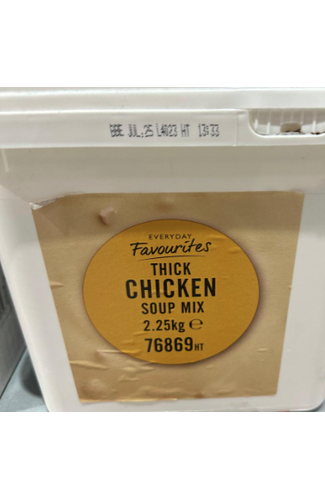 BBE JUL-25 L4023 HT 13:33
EVERYDAY
Favourites
THICK
CHICKEN
SOUP MIX
2.25kg ℮
76869HT